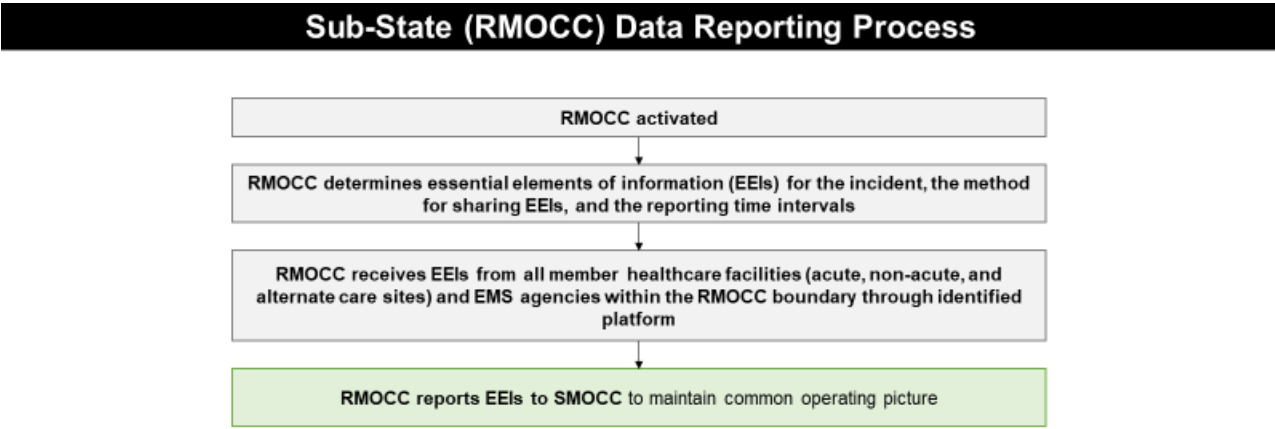 Sub-State (RMOCC) Data Reporting Process
RMOCC activated
RMOCC determines essential elements of information (EEIs) for the incident, the method
for sharing EEIs, and the reporting time intervals
RMOCC receives EEIs from all member healthcare facilities (acute, non-acute, and
alternate care sites) and EMS agencies within the RMOCC boundary through identified
platform
RMOCC reports EEIs to SMOCC to maintain common operating picture